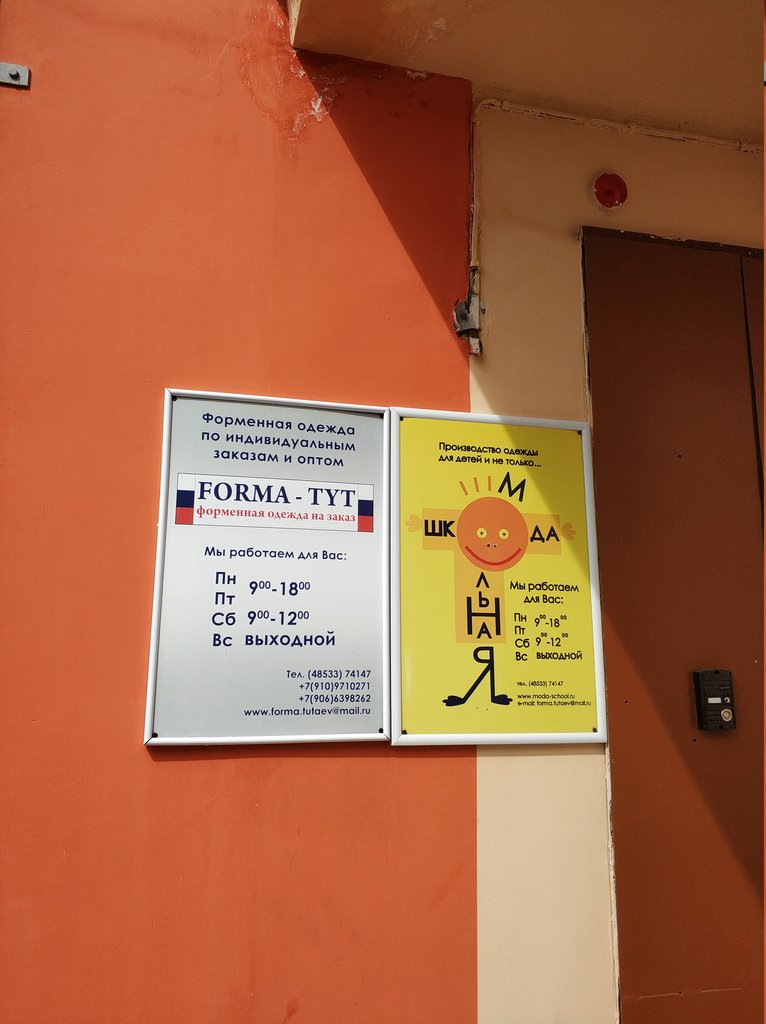 Форменная одежда
по индивидуальным
заказам и оптом
FORMA - TYT
форменная одежда на заказ
Мы работаем для Вас:
Пн
Пт
9⁰⁰-18⁰⁰
Сб 9⁰⁰-12⁰⁰
Вс выходной
Тел. (48533) 74147
+7(910)9710271
+7(906)6398262
www.forma.tutaev@mail.ru
Производство одежды
для детей и не только...
М
ШК ДА
Л
Ь
Н
А
Я
Мы работаем
для Вас:
Пн
Пт
9⁰⁰-18⁰⁰
Сб 9⁰⁰-12⁰⁰
Вс выходной
тел. (48533) 74147
www.moda-school.ru
e-mail: forma.tutaev@mail.ru